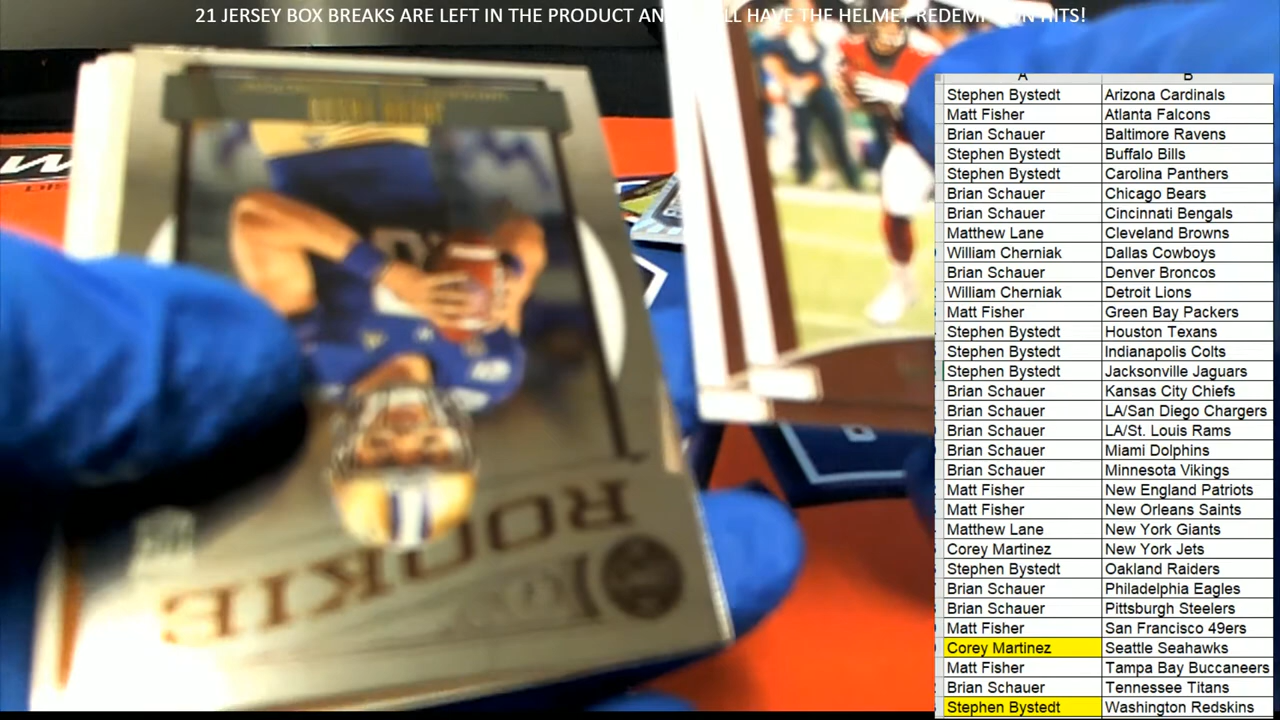 21 JERSEY BOX BREAKS ARE LEFT IN THE PRODUCT HAVE THE HELMET HITS!
A B
Stephen Bystedt Arizona Cardinals
Matt Fisher Atlanta Falcons
Brian Schauer Baltimore Ravens
Stephen Bystedt Buffalo Bills
Stephen Bystedt Carolina Panthers
Brian Schauer Chicago Bears
Brian Schauer Cincinnati Bengals
Matthew Lane Cleveland Browns
William Cherniak Dallas Cowboys
Brian Schauer Denver Broncos
William Cherniak Detroit Lions
Matt Fisher Green Bay Packers
Stephen Bystedt Houston Texans
Stephen Bystedt Indianapolis Colts
Stephen Bystedt Jacksonville Jaguars
Brian Schauer Kansas City Chiefs
Brian Schauer LA/San Diego Chargers
Brian Schauer LA/St. Louis Rams
Brian Schauer Miami Dolphins
Brian Schauer Minnesota Vikings
Matt Fisher New England Patriots
Matt Fisher New Orleans Saints
Matthew Lane New York Giants
Corey Martinez New York Jets
Stephen Bystedt Oakland Raiders
Brian Schauer Philadelphia Eagles
Brian Schauer Pittsburgh Steelers
Matt Fisher San Francisco 49ers
Corey Martinez Seattle Seahawks
Matt Fisher Tampa Bay Buccaneers
Brian Schauer Tennessee Titans
Stephen Bystedt Washington Redskins
ROOKIE